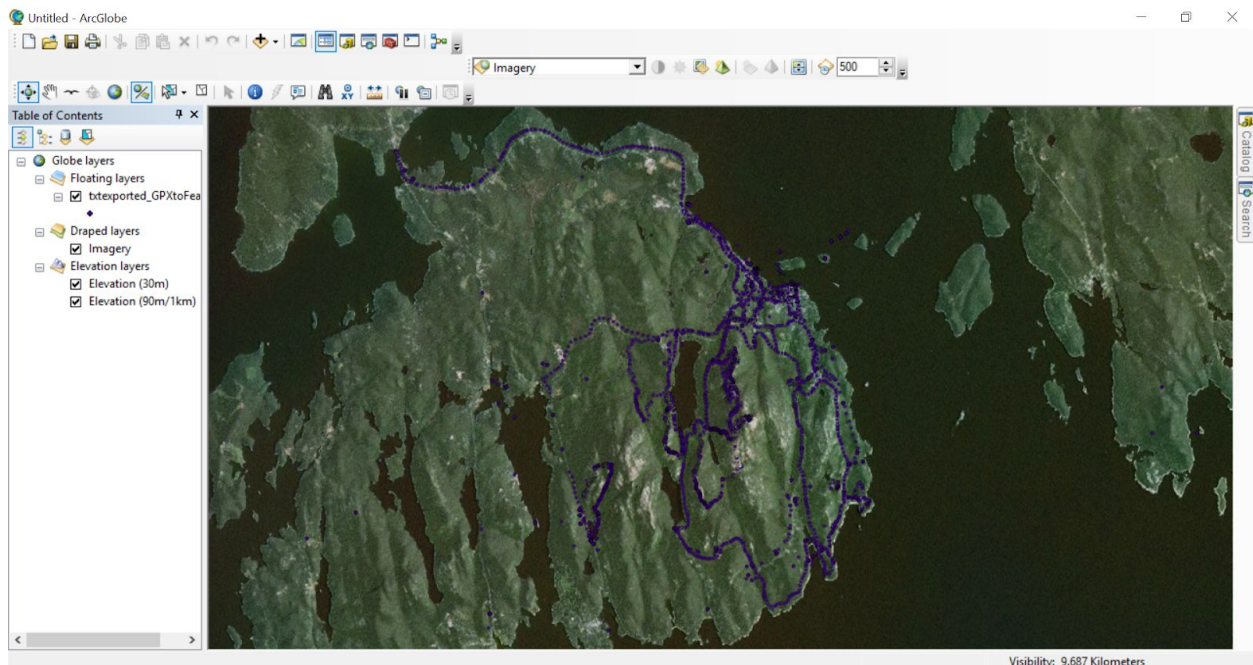 Untitled - ArcGlobe
Imagery
500
Table of Contents
Globe layers
Floating layers
txtexported_GPXtoFea
Draped layers
Imagery
Elevation layers
Elevation (30m)
Elevation (90m/1km)
Catalog
Search
Visibility: 9.687 Kilometers